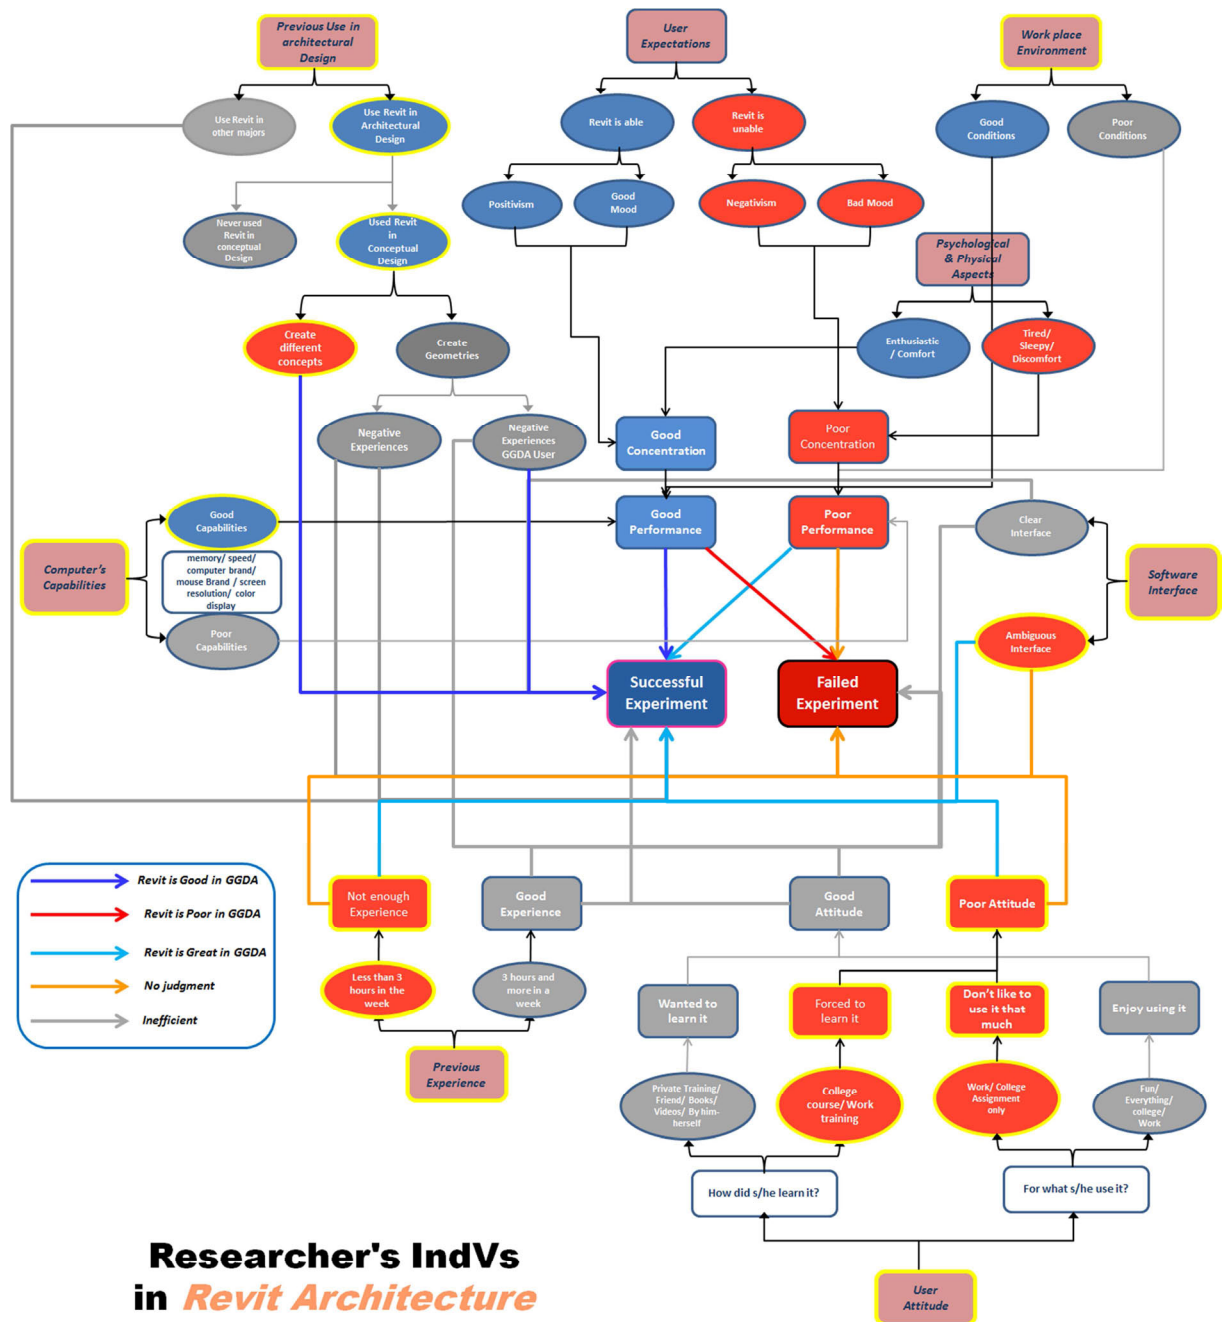 Previous Use in
architectural
Design
User
Expectations
Work place
Environment
Use Revit in
other majors
Use Revit in
Architectural
Design
Revit is able
Revit is
unable
Good
Conditions
Poor
Conditions
Positivism
Good
Mood
Negativism
Bad Mood
Never used
Revit in
conceptual
Design
Used Revit
in
Conceptual
Design
Psychological
& Physical
Aspects
Create
different
concepts
Create
Geometries
Enthusiastic
/ Comfort
Tired/
Sleepy/
Discomfort
Negative
Experiences
Negative
Experiences
GGDA User
Good
Concentration
Poor
Concentration
Good
Capabilities
Good
Performance
Poor
Performance
Clear
Interface
Computer's
Capabilities
memory/ speed/
computer brand/
mouse Brand / screen
resolution/ color
display
Software
Interface
Poor
Capabilities
Ambiguous
Interface
Successful
Experiment
Failed
Experiment
Revit is Good in GGDA
Revit is Poor in GGDA
Revit is Great in GGDA
No judgment
Inefficient
Not enough
Experience
Good
Experience
Good
Attitude
Poor Attitude
Less than 3
hours in the
week
3 hours and
more in a
week
Wanted to
learn it
Forced to
learn it
Don't like to
use it that
much
Enjoy using it
Previous
Experience
Private Training/
Friend/ Books/
Videos/ By him-
herself
College
course/ Work
training
Work/ College
Assignment
only
Fun/
Everything/
college/
Work
How did s/he learn it?
For what s/he use it?
Researcher's IndVs
in Revit Architecture
User
Attitude